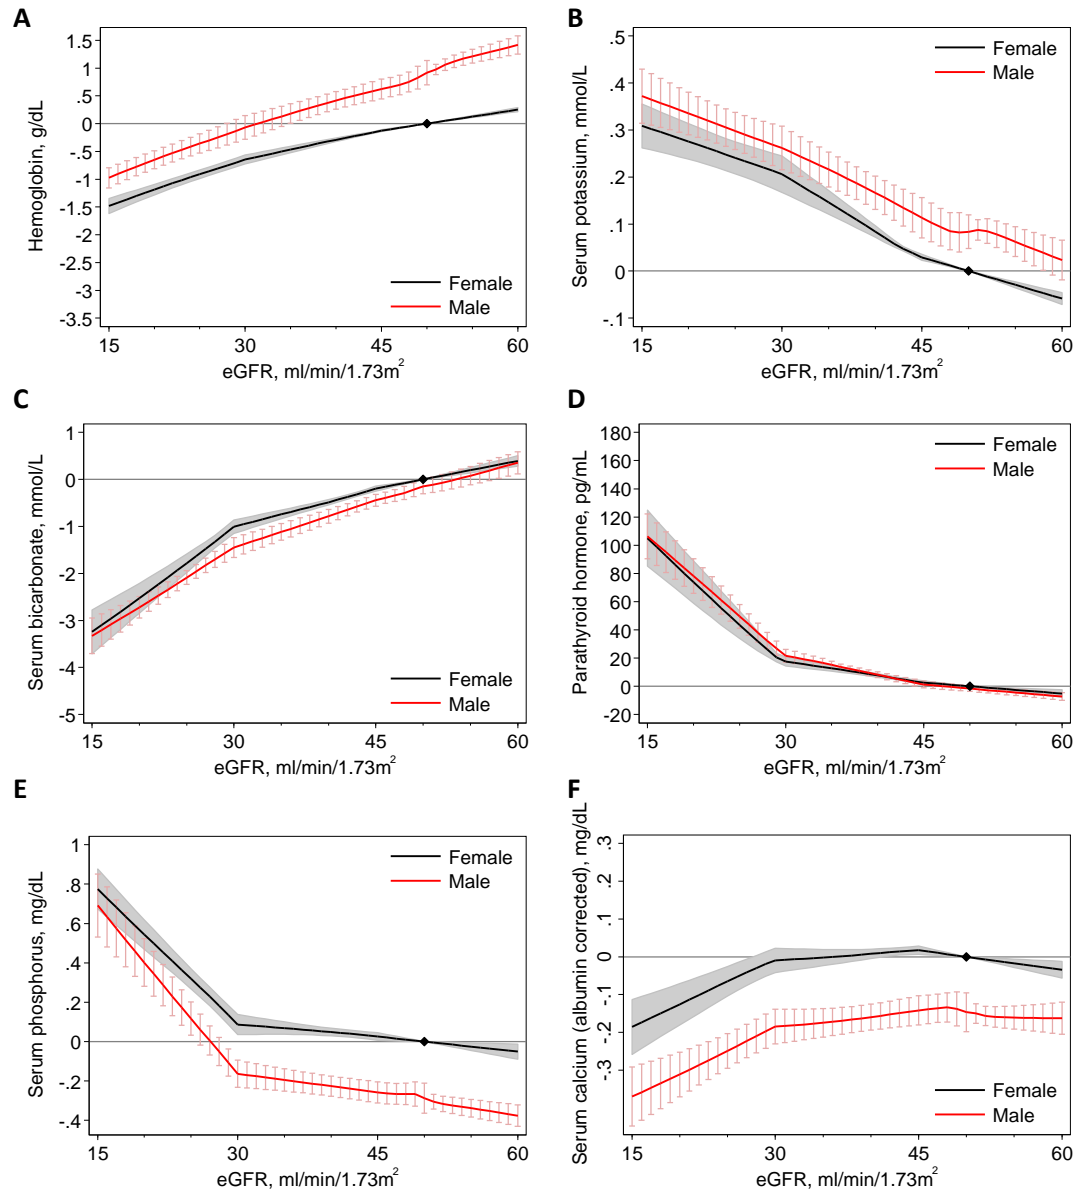 A
Hemoglobin, g/dL
1.5
1
.5
0
-.5
-1
-1.5
-2
-2.5
-3
-3.5
Female
Male
15 30 45 60
eGFR, ml/min/1.73m²
B
Serum potassium, mmol/L
.5
.4
.3
.2
.1
0
-.1
Female
Male
15 30 45 60
eGFR, ml/min/1.73m²
C
Serum bicarbonate, mmol/L
1
0
-1
-2
-3
-4
-5
Female
Male
15 30 45 60
eGFR, ml/min/1.73m²
D
Parathyroid hormone, pg/mL
180
160
140
120
100
80
60
40
20
0
-20
Female
Male
15 30 45 60
eGFR, ml/min/1.73m²
E
Serum phosphorus, mg/dL
1
.8
.6
.4
.2
0
-.2
-.4
Female
Male
15 30 45 60
eGFR, ml/min/1.73m²
F
Serum calcium (albumin corrected), mg/dL
.3
.2
.1
0
-.1
-.2
-.3
Female
Male
15 30 45 60
eGFR, ml/min/1.73m²